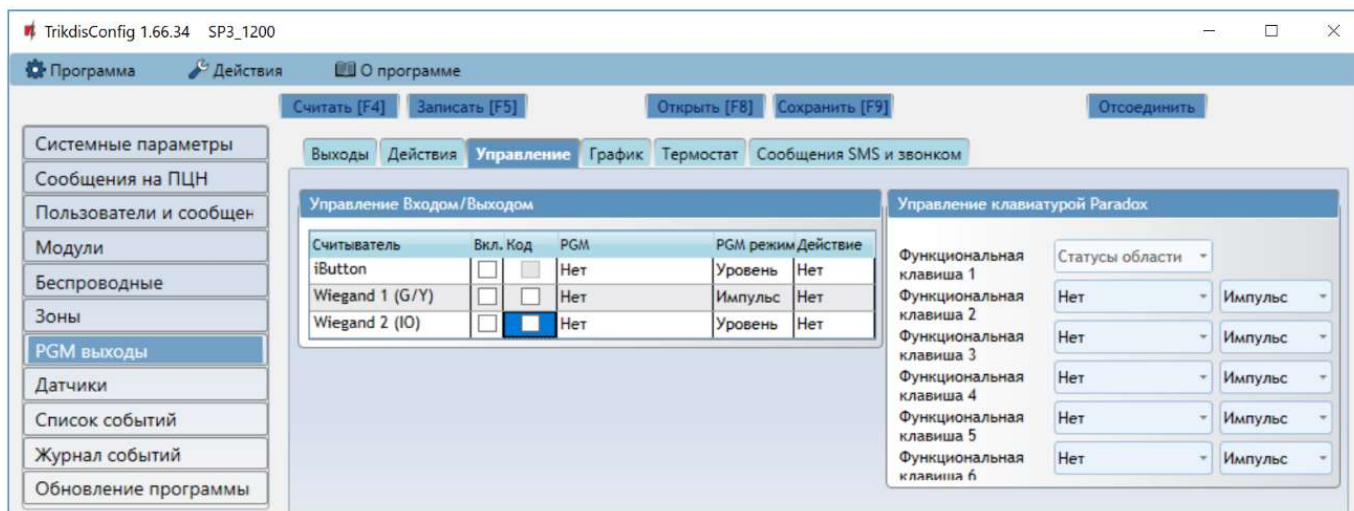 TrikdisConfig 1.66.34 SP3_1200
Программа Действия О программе
Считать [F4] Записать [F5] Открыть [F8] Сохранить [F9] Отсоединить
Системные параметры
Сообщения на ПЦН
Пользователи и сообщен
Модули
Беспроводные
Зоны
PGM выходы
Датчики
Список событий
Журнал событий
Обновление программы
Выходы Действия Управление График Термостат Сообщения SMS и звонком
Управление Входом/Выходом
Считыватель Вкл. Код PGM PGM режим Действие
iButton Нет Уровень Нет
Wiegand 1 (G/Y) Нет Импульс Нет
Wiegand 2 (IO) Нет Уровень Нет
Управление клавиатурой Paradox
Функциональная Статусы области
клавиша 1
Функциональная Нет Импульс
клавиша 2
Функциональная Нет Импульс
клавиша 3
Функциональная Нет Импульс
клавиша 4
Функциональная Нет Импульс
клавиша 5
Функциональная Нет Импульс
клавиша 6